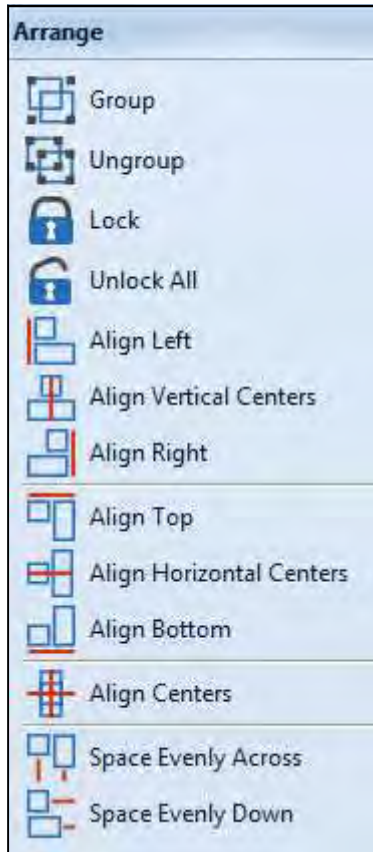 Arrange
Group
Ungroup
Lock
Unlock All
Align Left
Align Vertical Centers
Align Right
Align Top
Align Horizontal Centers
Align Bottom
Align Centers
Space Evenly Across
Space Evenly Down